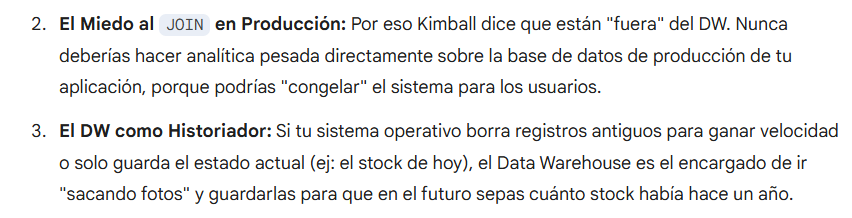 2. El Miedo al JOIN en Producción: Por eso Kimball dice que están "fuera" del DW. Nunca
deberías hacer analítica pesada directamente sobre la base de datos de producción de tu
aplicación, porque podrías "congelar" el sistema para los usuarios.
3. El DW como Historiador: Si tu sistema operativo borra registros antiguos para ganar velocidad
o solo guarda el estado actual (ej: el stock de hoy), el Data Warehouse es el encargado de ir
"sacando fotos" y guardarlas para que en el futuro sepas cuánto stock había hace un año.